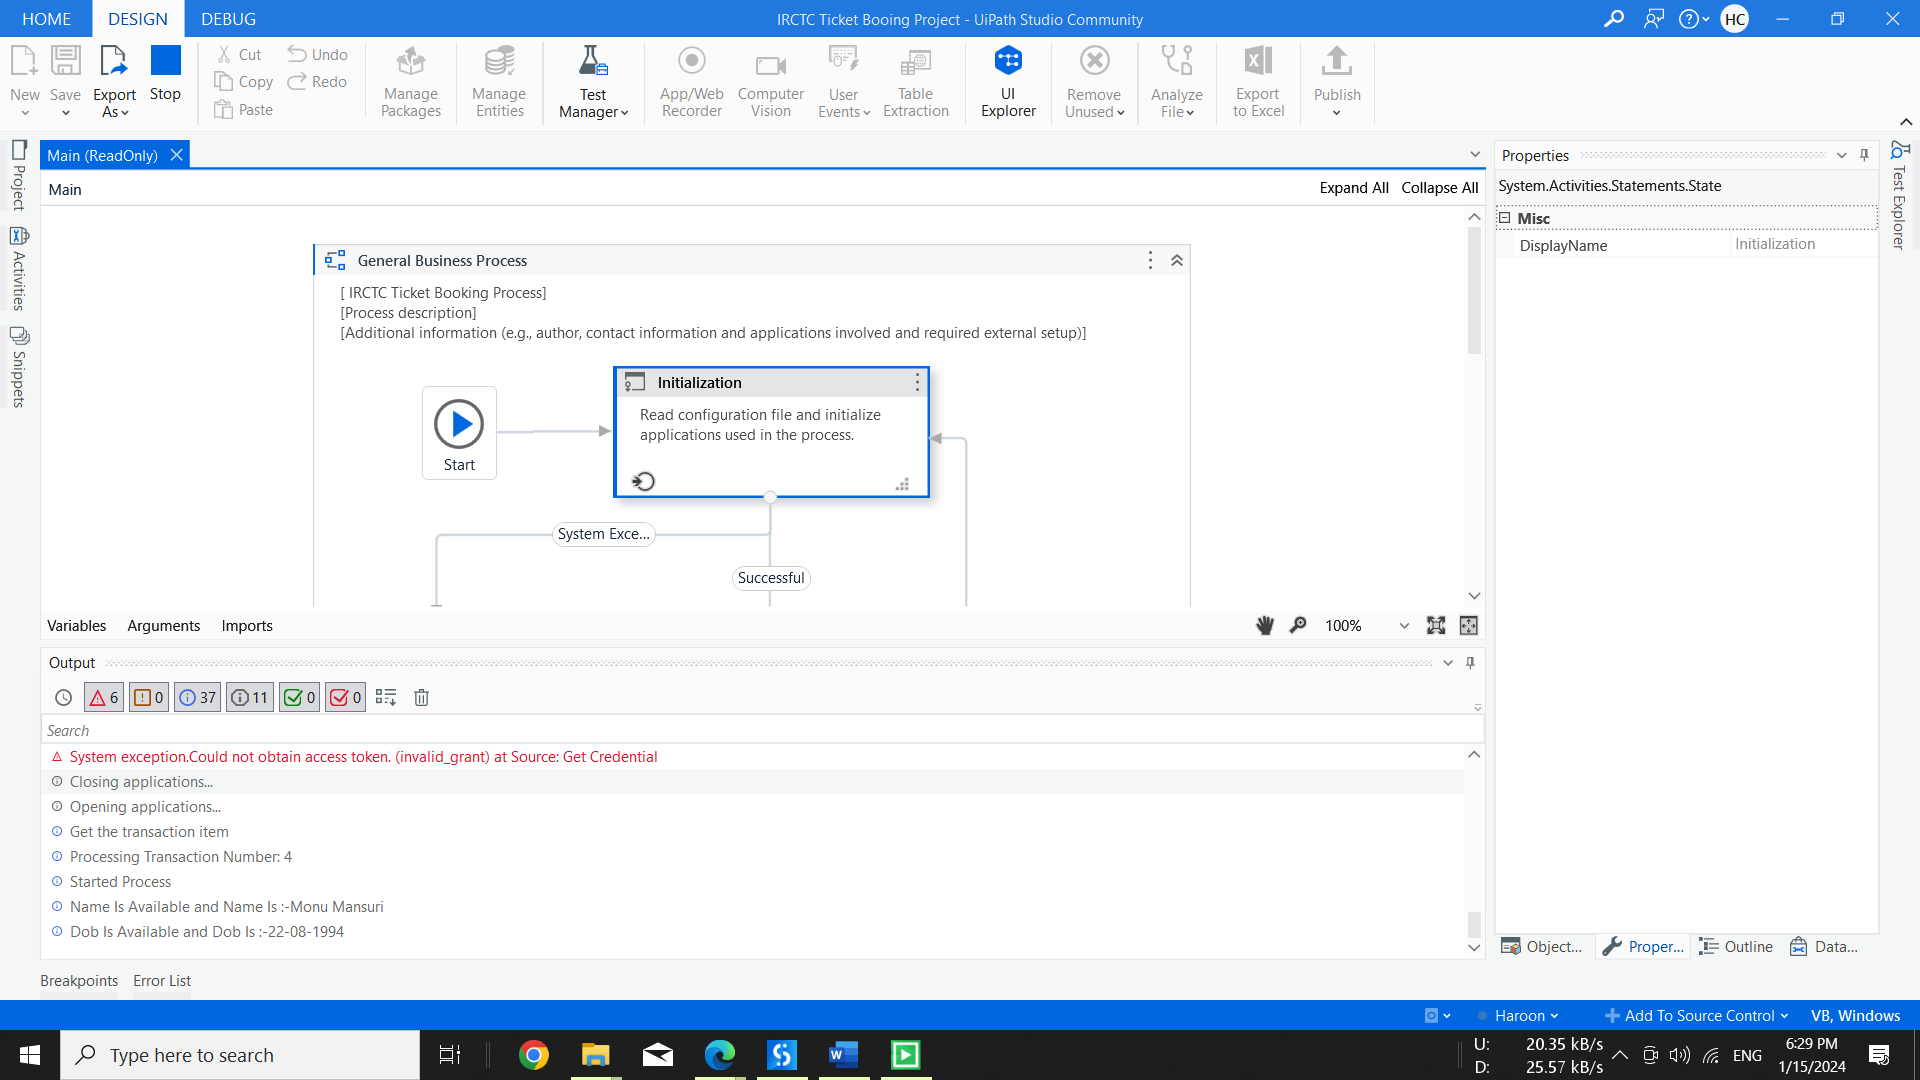 HOME DESIGN DEBUG IRCTC Ticket Booing Project - UiPath Studio Community HC
New Save Export As Stop Cut Copy Paste Undo Redo Manage Packages Manage Entities Test Manager App/Web Recorder Computer Vision User Events Table Extraction UI Explorer Remove Unused Analyze File Export to Excel Publish
Project
Activities
Snippets
Main (ReadOnly)
Main Expand All Collapse All
General Business Process
[ IRCTC Ticket Booking Process]
[Process description]
[Additional information (e.g., author, contact information and applications involved and required external setup)]
Start
Initialization
Read configuration file and initialize
applications used in the process.
System Exce...
Successful
Variables Arguments Imports 100%
Output
6 0 37 11 0 0
Search
System exception.Could not obtain access token. (invalid_grant) at Source: Get Credential
Closing applications...
Opening applications...
Get the transaction item
Processing Transaction Number: 4
Started Process
Name Is Available and Name Is :-Monu Mansuri
Dob Is Available and Dob Is :-22-08-1994
Breakpoints Error List
Properties
System.Activities.Statements.State
Misc
DisplayName Initialization
Object... Proper... Outline Data...
Test Explorer
Haroon Add To Source Control VB, Windows
Type here to search
U: 20.35 kB/s
D: 25.57 kB/s
ENG
6:29 PM
1/15/2024